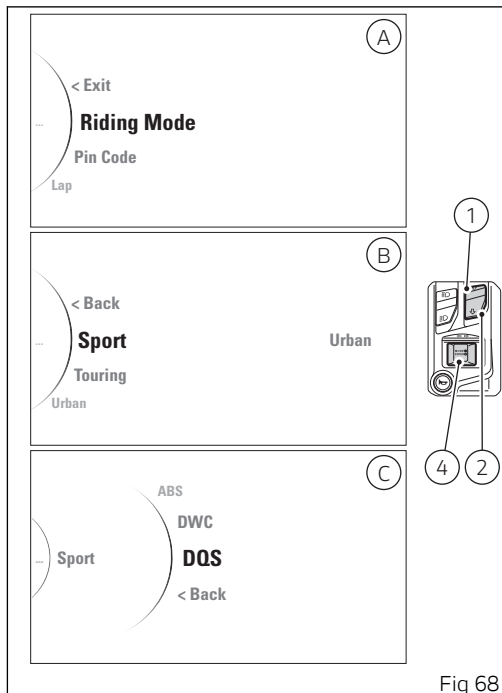 A
< Exit
... Riding Mode
Pin Code
Lap
1
B
< Back
... Sport Urban
Touring
Urban
4 2
C
ABS
DWC
... Sport DQS
< Back
Fig 68